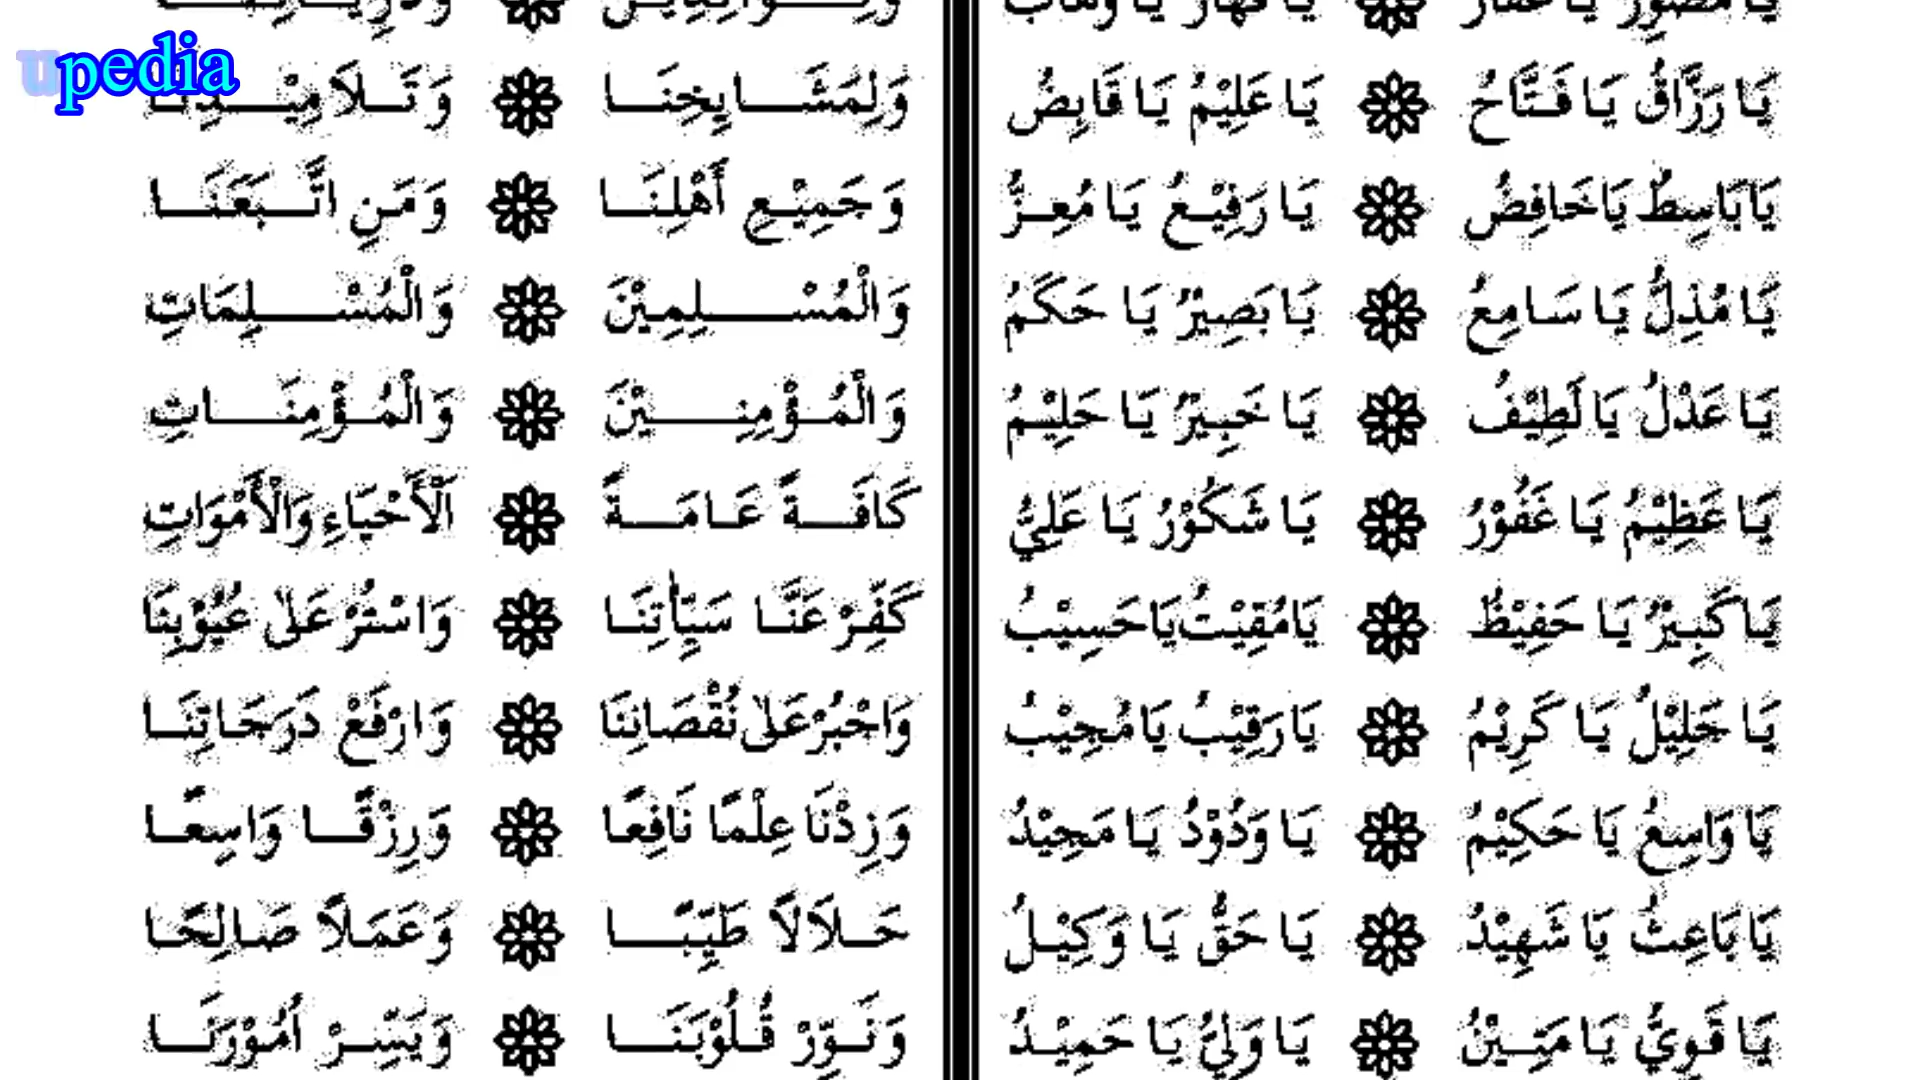 upedia
يَا رَزَّاقُ يَا فَتَّاحُ ۞ يَا عَلِيْمُ يَا قَابِضُ
يَا بَاسِطُ يَا خَافِضُ ۞ يَا رَفِيْعُ يَا مُعِزُّ
يَا مُذِلُّ يَا سَامِعُ ۞ يَا بَصِيْرُ يَا حَكَمُ
يَا عَدْلُ يَا لَطِيْفُ ۞ يَا خَبِيْرُ يَا حَلِيْمُ
يَا عَظِيْمُ يَا غَفُوْرُ ۞ يَا شَكُوْرُ يَا عَلِيُّ
يَا كَبِيْرُ يَا حَفِيْظُ ۞ يَا مُقِيْتُ يَا حَسِيْبُ
يَا جَلِيْلُ يَا كَرِيْمُ ۞ يَا رَقِيْبُ يَا مُجِيْبُ
يَا وَاسِعُ يَا حَكِيْمُ ۞ يَا وَدُوْدُ يَا مَجِيْدُ
يَا بَاعِثُ يَا شَهِيْدُ ۞ يَا حَقُّ يَا وَكِيْلُ
يَا قَوِيُّ يَا مَتِيْنُ ۞ يَا وَلِيُّ يَا حَمِيْدُ
وَلِمَشَايِخِنَا ۞ وَتَلَامِيْذِنَا
وَجَمِيْعِ أَهْلِنَا ۞ وَمَنِ اتَّبَعَنَا
وَالْمُسْلِمِيْنَ ۞ وَالْمُسْلِمَاتِ
وَالْمُؤْمِنِيْنَ ۞ وَالْمُؤْمِنَاتِ
كَافَةً عَامَةً ۞ اَلْأَحْيَاءِ وَالْأَمْوَاتِ
كَفِّرْ عَنَّا سَيِّأٰتِنَا ۞ وَاسْتُرْ عَلٰى عُيُوْبِنَا
وَاجْبُرْ عَلٰى نُقْصَانِنَا ۞ وَارْفَعْ دَرَجَاتِنَا
وَزِدْنَا عِلْمًا نَافِعًا ۞ وَرِزْقًا وَاسِعًا
حَلَالًا طَيِّبًا ۞ وَعَمَلًا صَالِحًا
وَنَوِّرْ قُلُوْبَنَا ۞ وَيَسِّرْ اُمُوْرَنَا